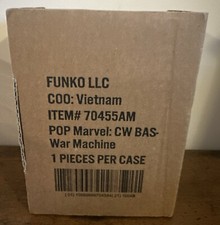 FUNKO LLC
COO: Vietnam
ITEM# 70455AM
POP Marvel: CW BAS-
War Machine
1 PIECES PER CASE